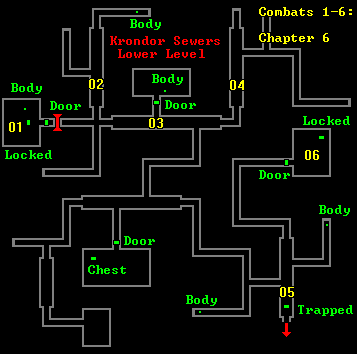 Combats 1-6:
Body
Chapter 6
Krondor Sewers
Lower Level
Body
02
Body
04
Door
Door
Locked
01
03
Locked
06
Door
Body
Door
Chest
Body
05
Trapped